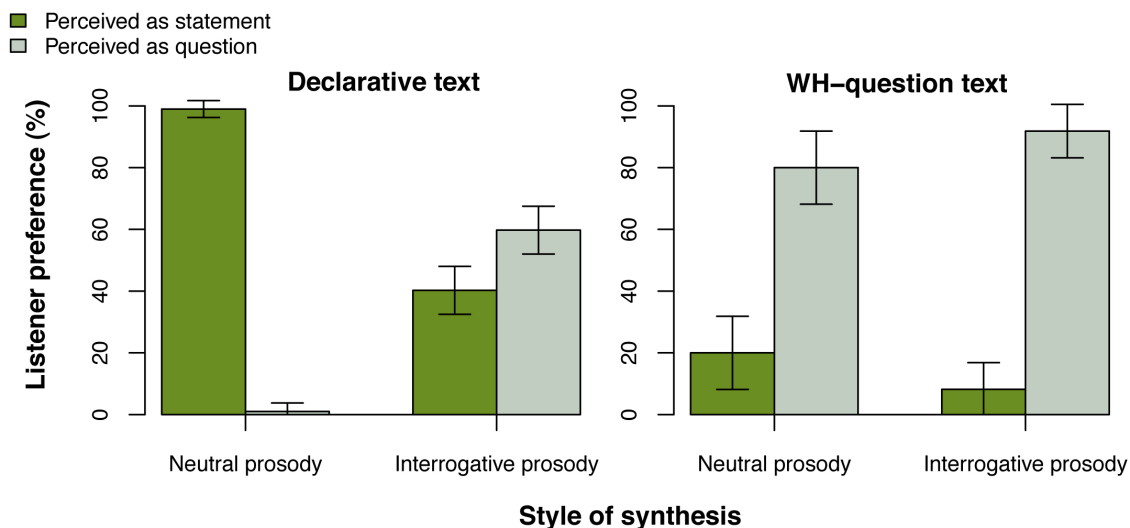 Perceived as statement
Perceived as question
Declarative text
WH−question text
Listener preference (%)
0
20
40
60
80
100
0
20
40
60
80
100
Neutral prosody
Interrogative prosody
Neutral prosody
Interrogative prosody
Style of synthesis